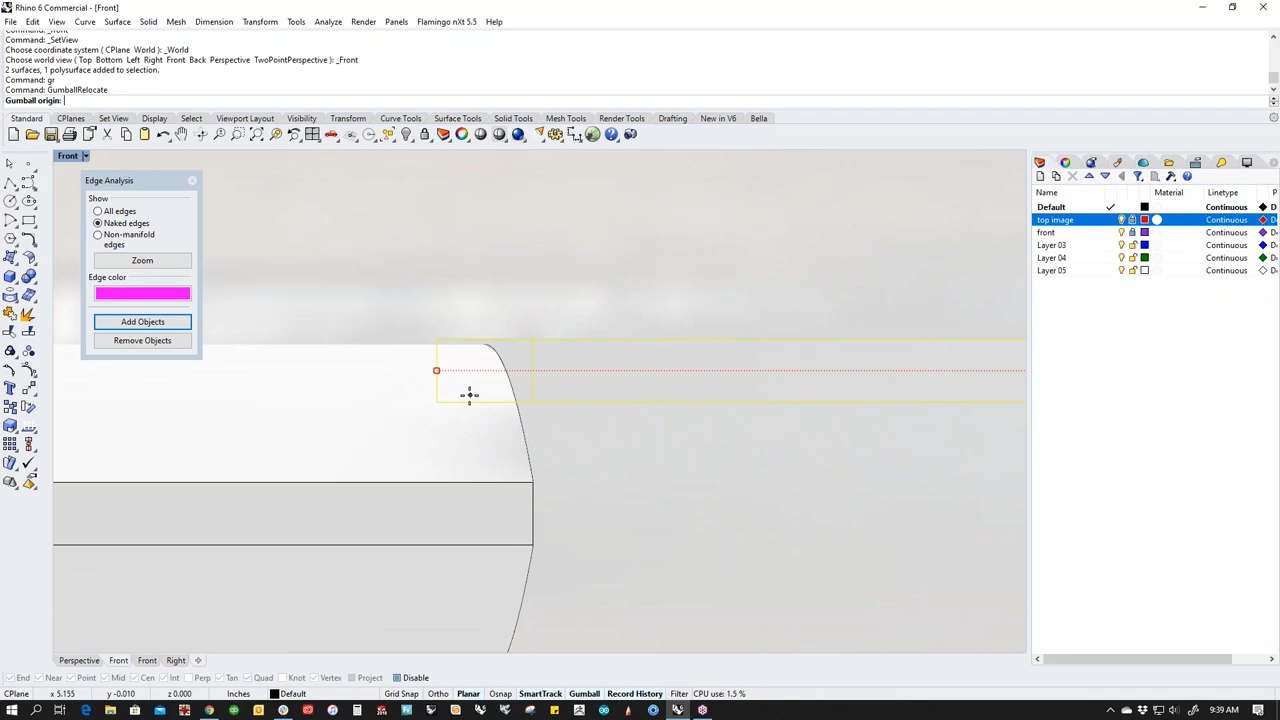 Rhino 6 Commercial - [Front]
File Edit View Curve Surface Solid Mesh Dimension Transform Tools Analyze Render Panels Flamingo nXt 5.5 Help
Command: _SetView
Choose coordinate system ( CPlane World ): _World
Choose world view ( Top Bottom Left Right Front Back Perspective TwoPointPerspective ): _Front
2 surfaces, 1 polysurface added to selection.
Command: gr
Command: GumballRelocate
Gumball origin:
Standard CPlanes Set View Display Select Viewport Layout Visibility Transform Curve Tools Surface Tools Solid Tools Mesh Tools Render Tools Drafting New in V6 Bella
Front
Edge Analysis
Show
All edges
Naked edges
Non-manifold
edges
Zoom
Edge color
Add Objects
Remove Objects
Name Material Linetype P
Default Continuous D
top image Continuous D
front Continuous D
Layer 03 Continuous D
Layer 04 Continuous D
Layer 05 Continuous D
Perspective Front Front Right
End Near Point Mid Cen Int Perp Tan Quad Knot Vertex Project Disable
CPlane x 5.155 y -0.010 z 0.000 Inches Default Grid Snap Ortho Planar Osnap SmartTrack Gumball Record History Filter CPU use: 1.5 %
9:39 AM